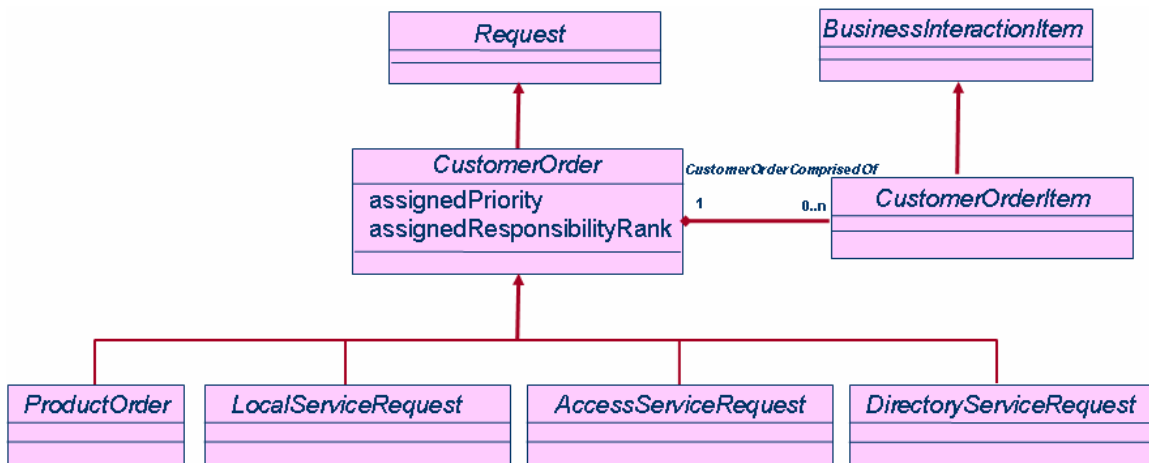 Request
BusinessInteractionItem
CustomerOrder
assignedPriority
assignedResponsibilityRank
CustomerOrderComprisedOf
1
0..n
CustomerOrderItem
ProductOrder
LocalServiceRequest
AccessServiceRequest
DirectoryServiceRequest